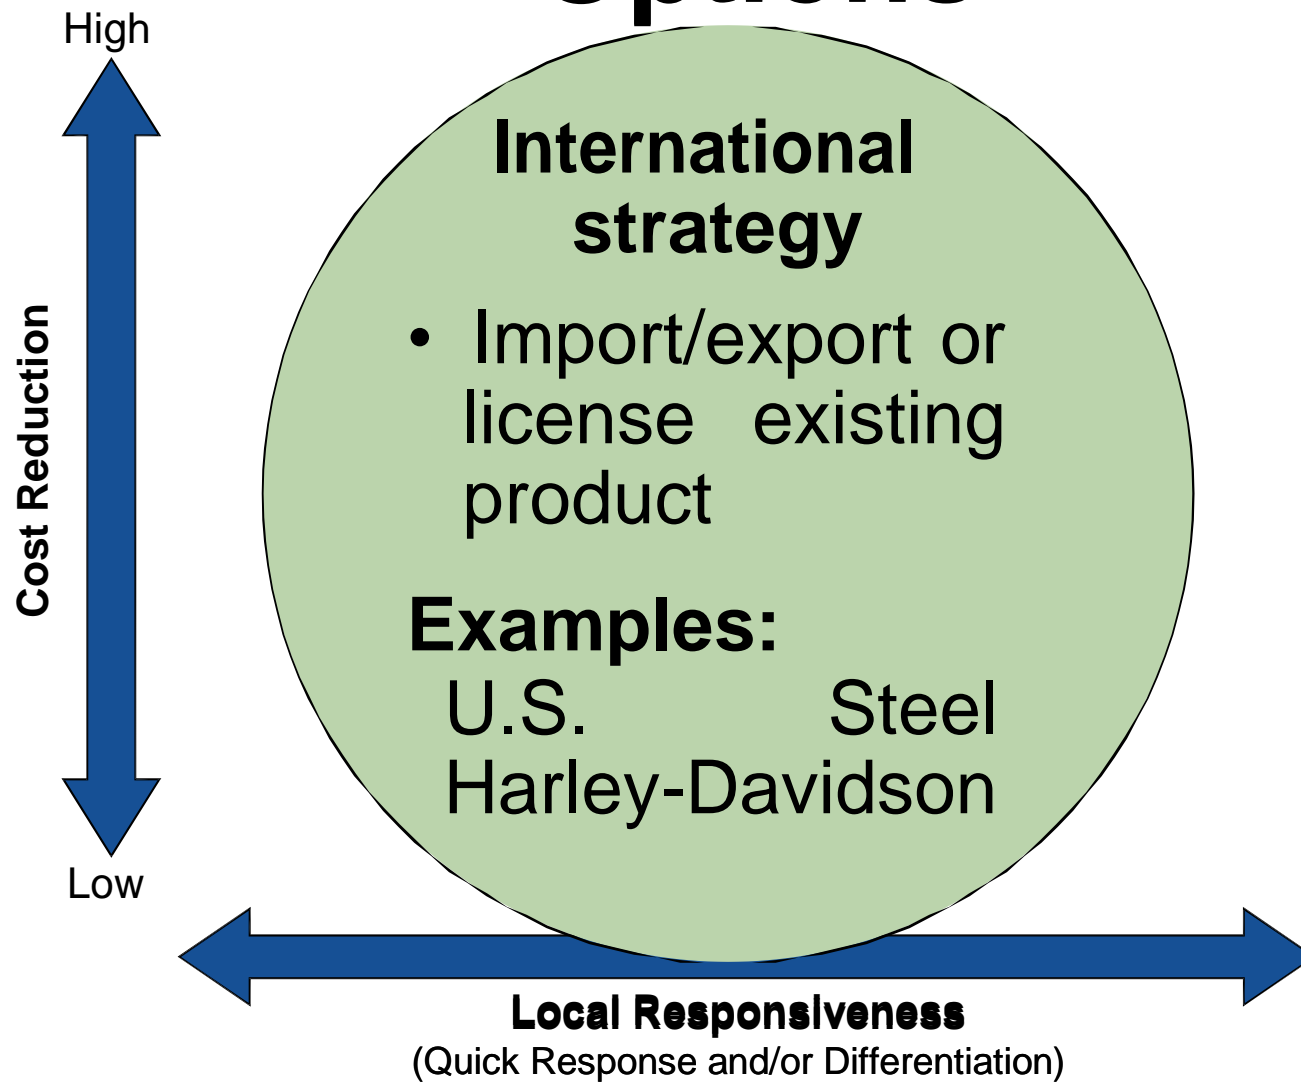 Options
High
International
strategy
• Import/export or
license existing
product
Examples:
U.S. Steel
Harley-Davidson
Cost Reduction
Low
Local Responsiveness
(Quick Response and/or Differentiation)